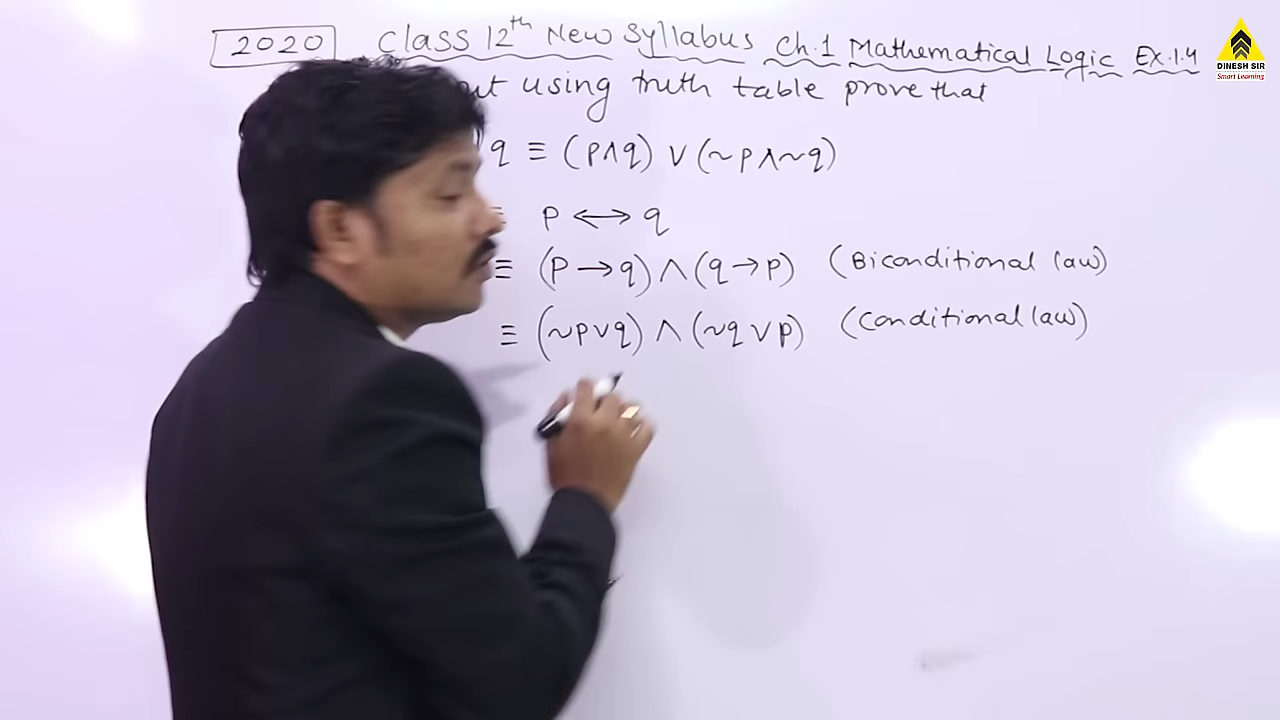 2020 Class 12th New Syllabus Ch.1 Mathematical Logic Ex.1.4
using truth table prove that
q ≡ (p∧q) ∨ (~p∧~q)
≡ p ↔ q
≡ (p → q) ∧ (q → p) (Biconditional law)
≡ (~p∨q) ∧ (~q∨p) (Conditional law)
DINESH SIR
Smart Learning